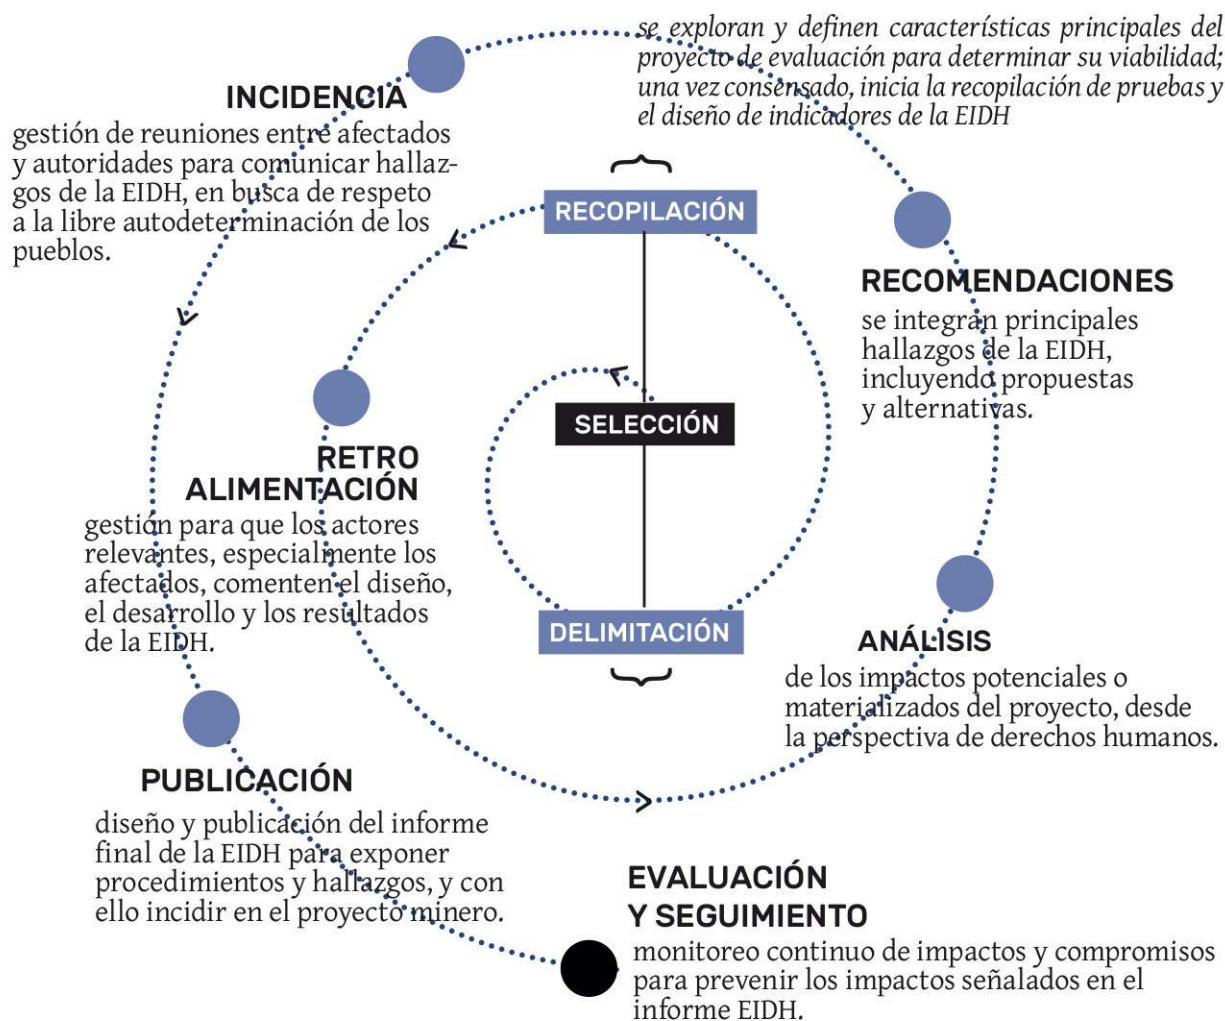 se exploran y definen características principales del
proyecto de evaluación para determinar su viabilidad;
una vez consensado, inicia la recopilación de pruebas y
el diseño de indicadores de la EIDH
INCIDENCIA
gestión de reuniones entre afectados
y autoridades para comunicar hallaz-
gos de la EIDH, en busca de respeto
a la libre autodeterminación de los
pueblos.
RECOPILACIÓN
RECOMENDACIONES
se integran principales
hallazgos de la EIDH,
incluyendo propuestas
y alternativas.
SELECCIÓN
RETRO
ALIMENTACIÓN
gestión para que los actores
relevantes, especialmente los
afectados, comenten el diseño,
el desarrollo y los resultados
de la EIDH.
DELIMITACIÓN
ANÁLISIS
de los impactos potenciales o
materializados del proyecto, desde
la perspectiva de derechos humanos.
PUBLICACIÓN
diseño y publicación del informe
final de la EIDH para exponer
procedimientos y hallazgos, y con
ello incidir en el proyecto minero.
EVALUACIÓN
Y SEGUIMIENTO
monitoreo continuo de impactos y compromisos
para prevenir los impactos señalados en el
informe EIDH.